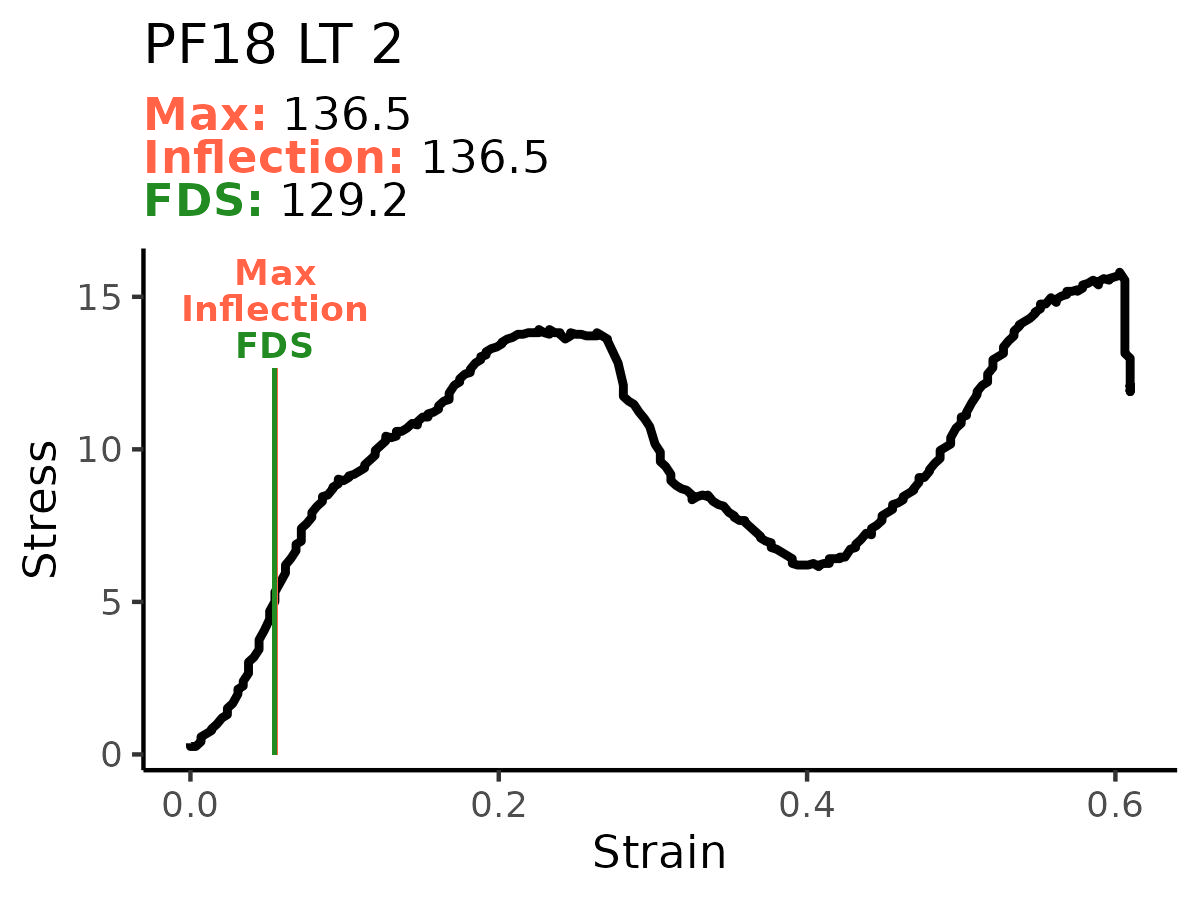 PF18 LT 2
Max: 136.5
Inflection: 136.5
FDS: 129.2
Max
Inflection
FDS
15
10
5
0
Stress
0.0 0.2 0.4 0.6
Strain